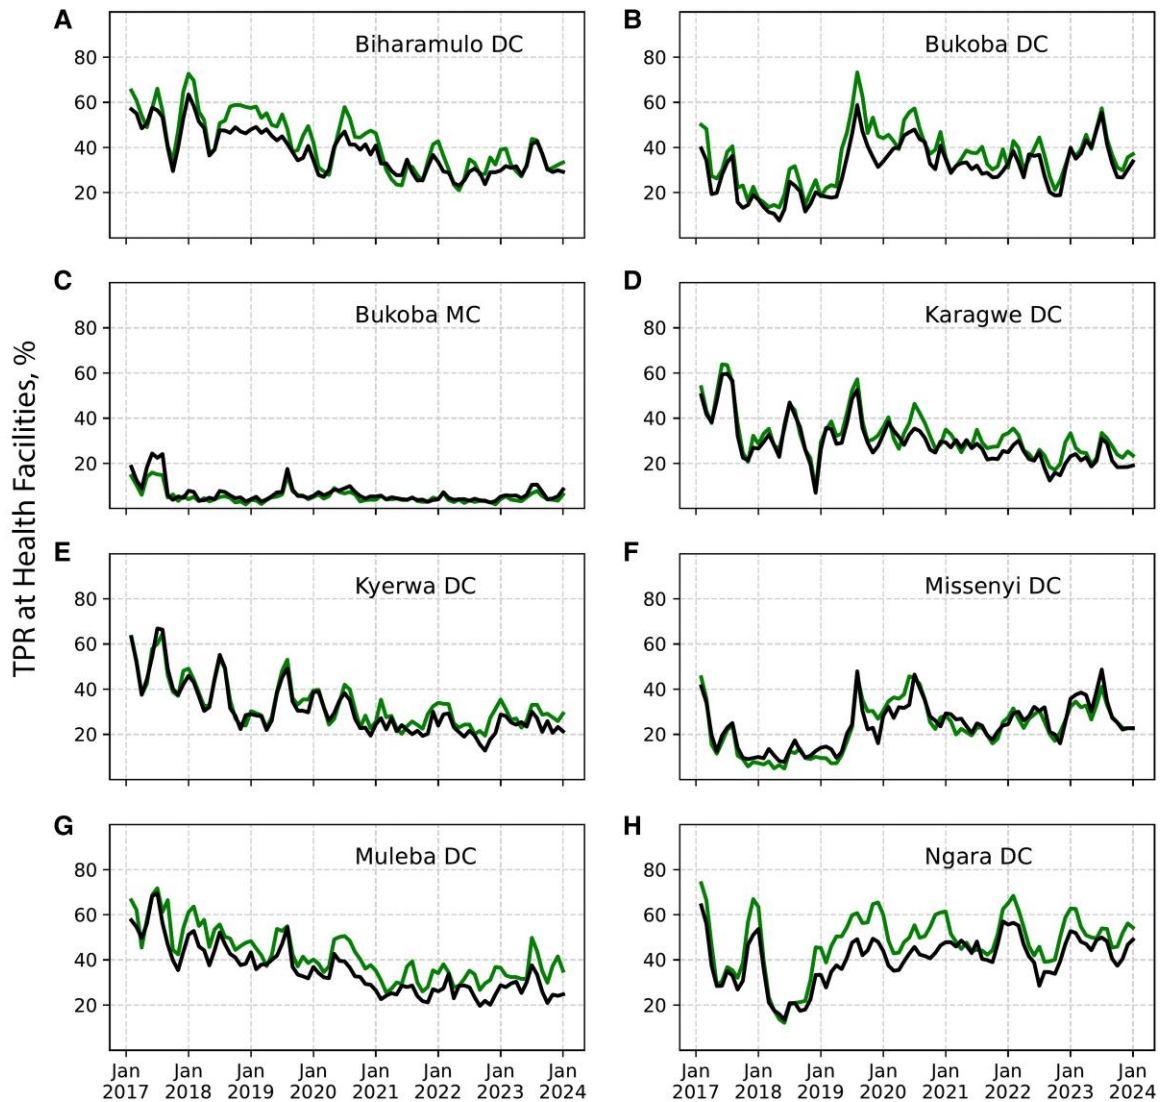 TPR at Health Facilities, %
A
Biharamulo DC
80
60
40
20
B
Bukoba DC
80
60
40
20
C
Bukoba MC
80
60
40
20
D
Karagwe DC
80
60
40
20
E
Kyerwa DC
80
60
40
20
F
Missenyi DC
80
60
40
20
G
Muleba DC
80
60
40
20
Jan Jan Jan Jan Jan Jan Jan Jan
2017 2018 2019 2020 2021 2022 2023 2024
H
Ngara DC
80
60
40
20
Jan Jan Jan Jan Jan Jan Jan Jan
2017 2018 2019 2020 2021 2022 2023 2024